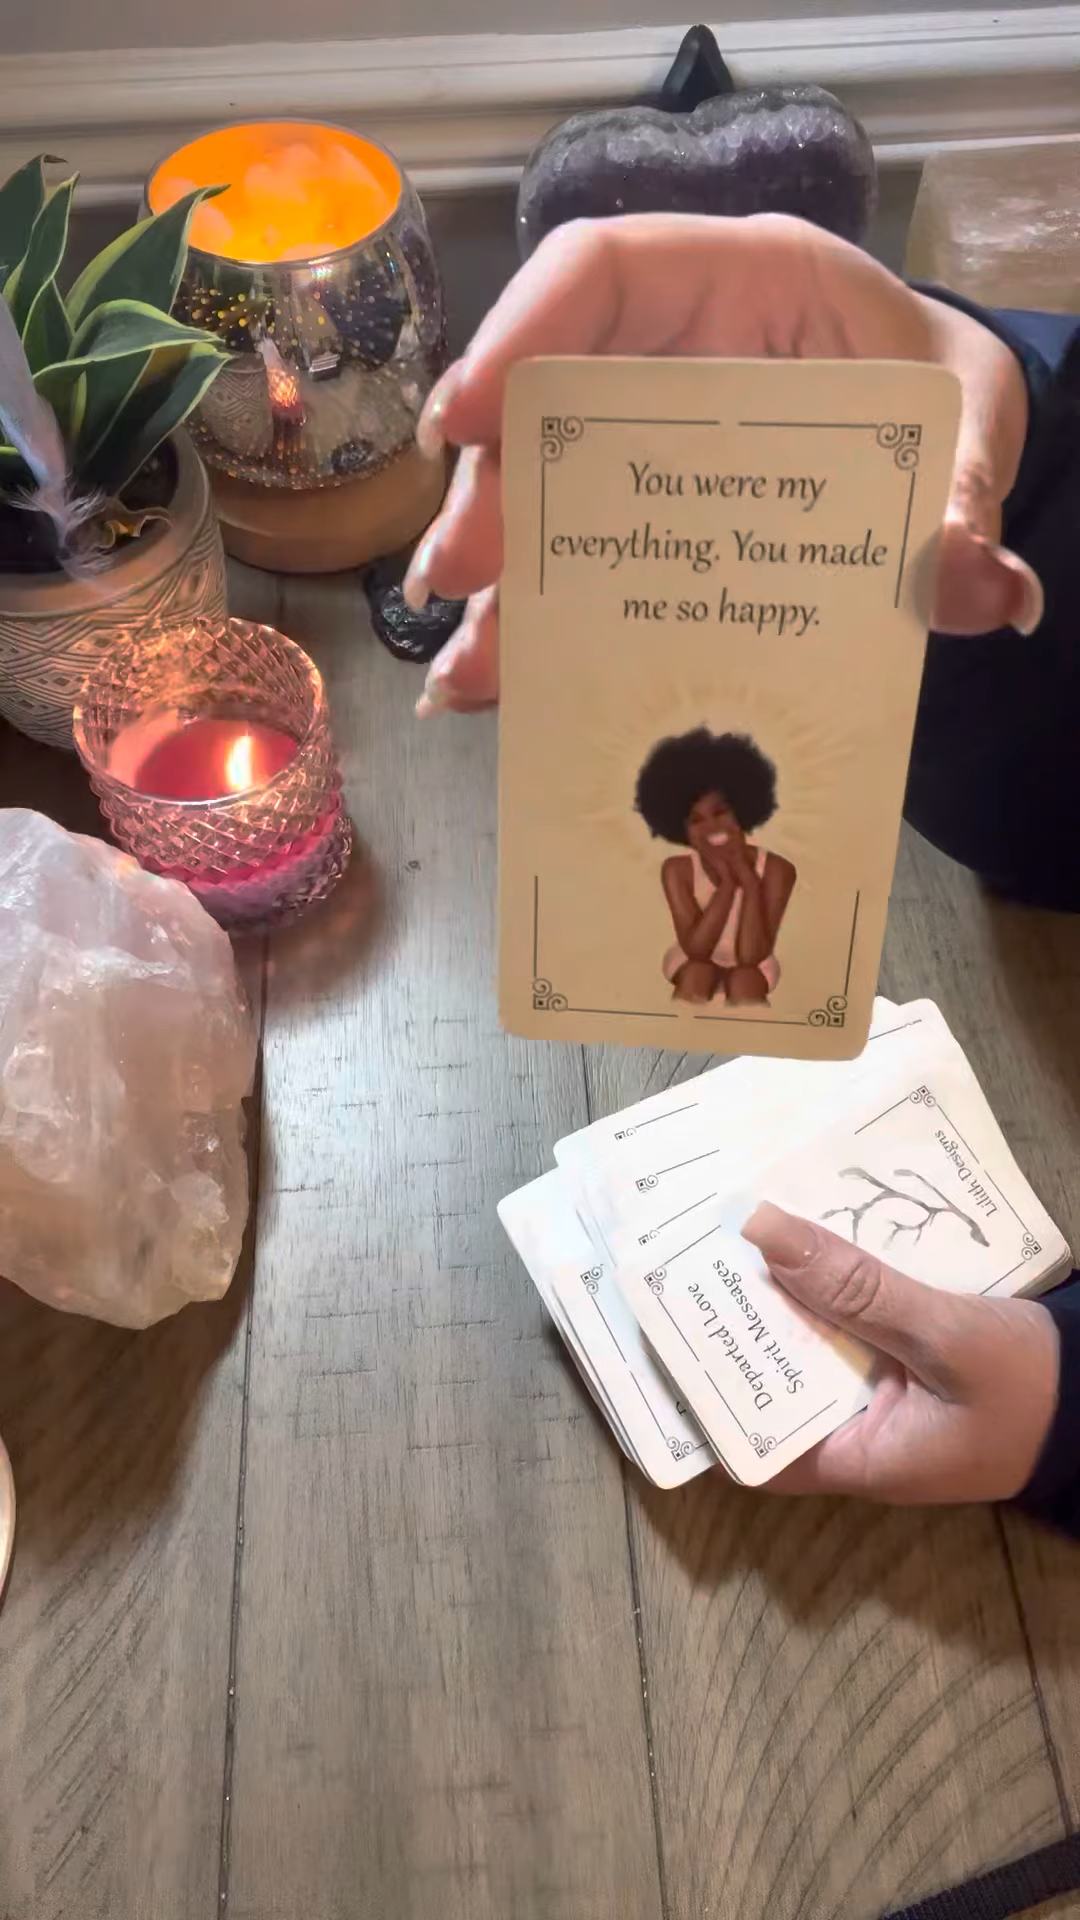 You were my
everything. You made
me so happy.
Lilith Designs
Departed Love
Spirit Messages